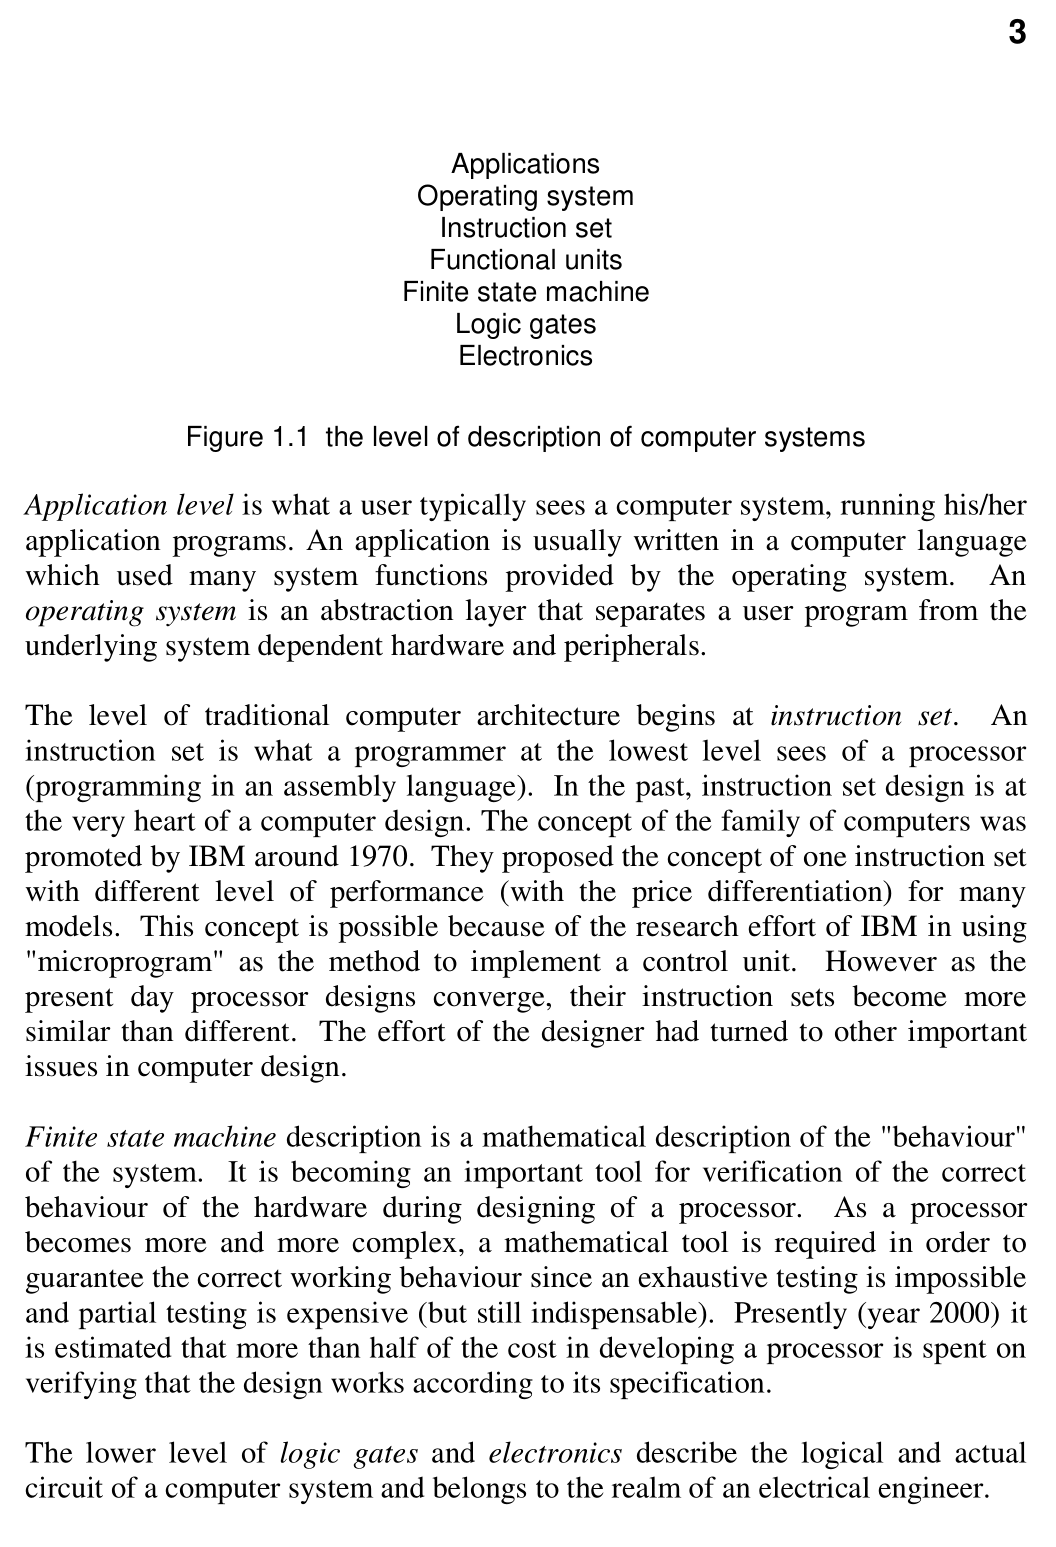 3
Applications
Operating system
Instruction set
Functional units
Finite state machine
Logic gates
Electronics
Figure 1.1  the level of description of computer systems
Application level is what a user typically sees a computer system, running his/her
application programs. An application is usually written in a computer language
which used many system functions provided by the operating system.  An
operating system is an abstraction layer that separates a user program from the
underlying system dependent hardware and peripherals.
The level of traditional computer architecture begins at instruction set.  An
instruction set is what a programmer at the lowest level sees of a processor
(programming in an assembly language).  In the past, instruction set design is at
the very heart of a computer design. The concept of the family of computers was
promoted by IBM around 1970.  They proposed the concept of one instruction set
with different level of performance (with the price differentiation) for many
models.  This concept is possible because of the research effort of IBM in using
"microprogram" as the method to implement a control unit.  However as the
present day processor designs converge, their instruction sets become more
similar than different.  The effort of the designer had turned to other important
issues in computer design.
Finite state machine description is a mathematical description of the "behaviour"
of the system.  It is becoming an important tool for verification of the correct
behaviour of the hardware during designing of a processor.  As a processor
becomes more and more complex, a mathematical tool is required in order to
guarantee the correct working behaviour since an exhaustive testing is impossible
and partial testing is expensive (but still indispensable).  Presently (year 2000) it
is estimated that more than half of the cost in developing a processor is spent on
verifying that the design works according to its specification.
The lower level of logic gates and electronics describe the logical and actual
circuit of a computer system and belongs to the realm of an electrical engineer.